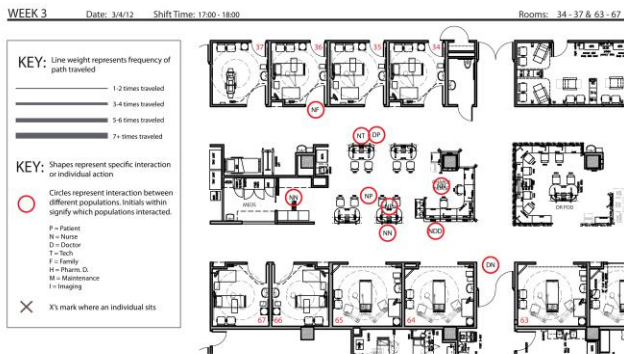 WEEK 3 Date: 3/4/12 Shift Time: 17:00 - 18:00 Rooms: 34 - 37 & 63 - 67
KEY: Line weight represents frequency of
path traveled
1-2 times traveled
3-4 times traveled
5-6 times traveled
7+ times traveled
KEY: Shapes represent specific interaction
or individual action
Circles represent interaction between
different populations. Initials within
signify which populations interacted.
P = Patient
N = Nurse
D = Doctor
T = Tech
F = Family
H = Pharm. D.
M = Maintenance
I = Imaging
X's mark where an individual sits
37 36 35 34
NF
NT DP
MEDS
NN
NP
NN
NDD
DN
67 66 65 64 63